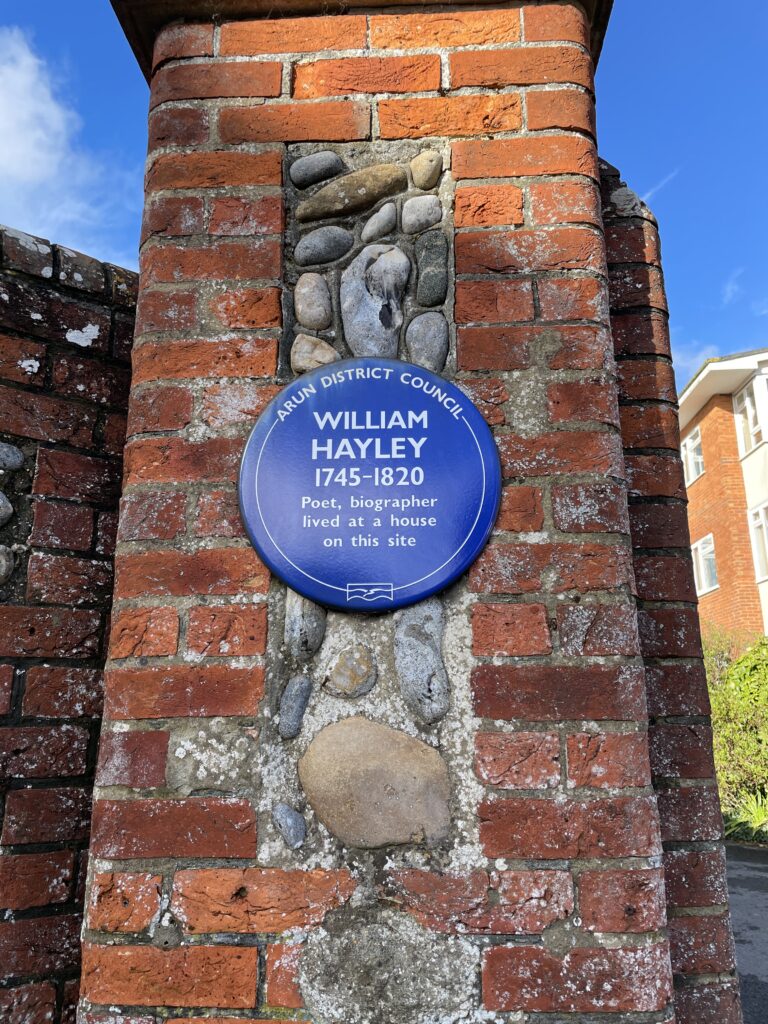 ARUN DISTRICT COUNCIL
WILLIAM
HAYLEY
1745-1820
Poet, biographer
lived at a house
on this site